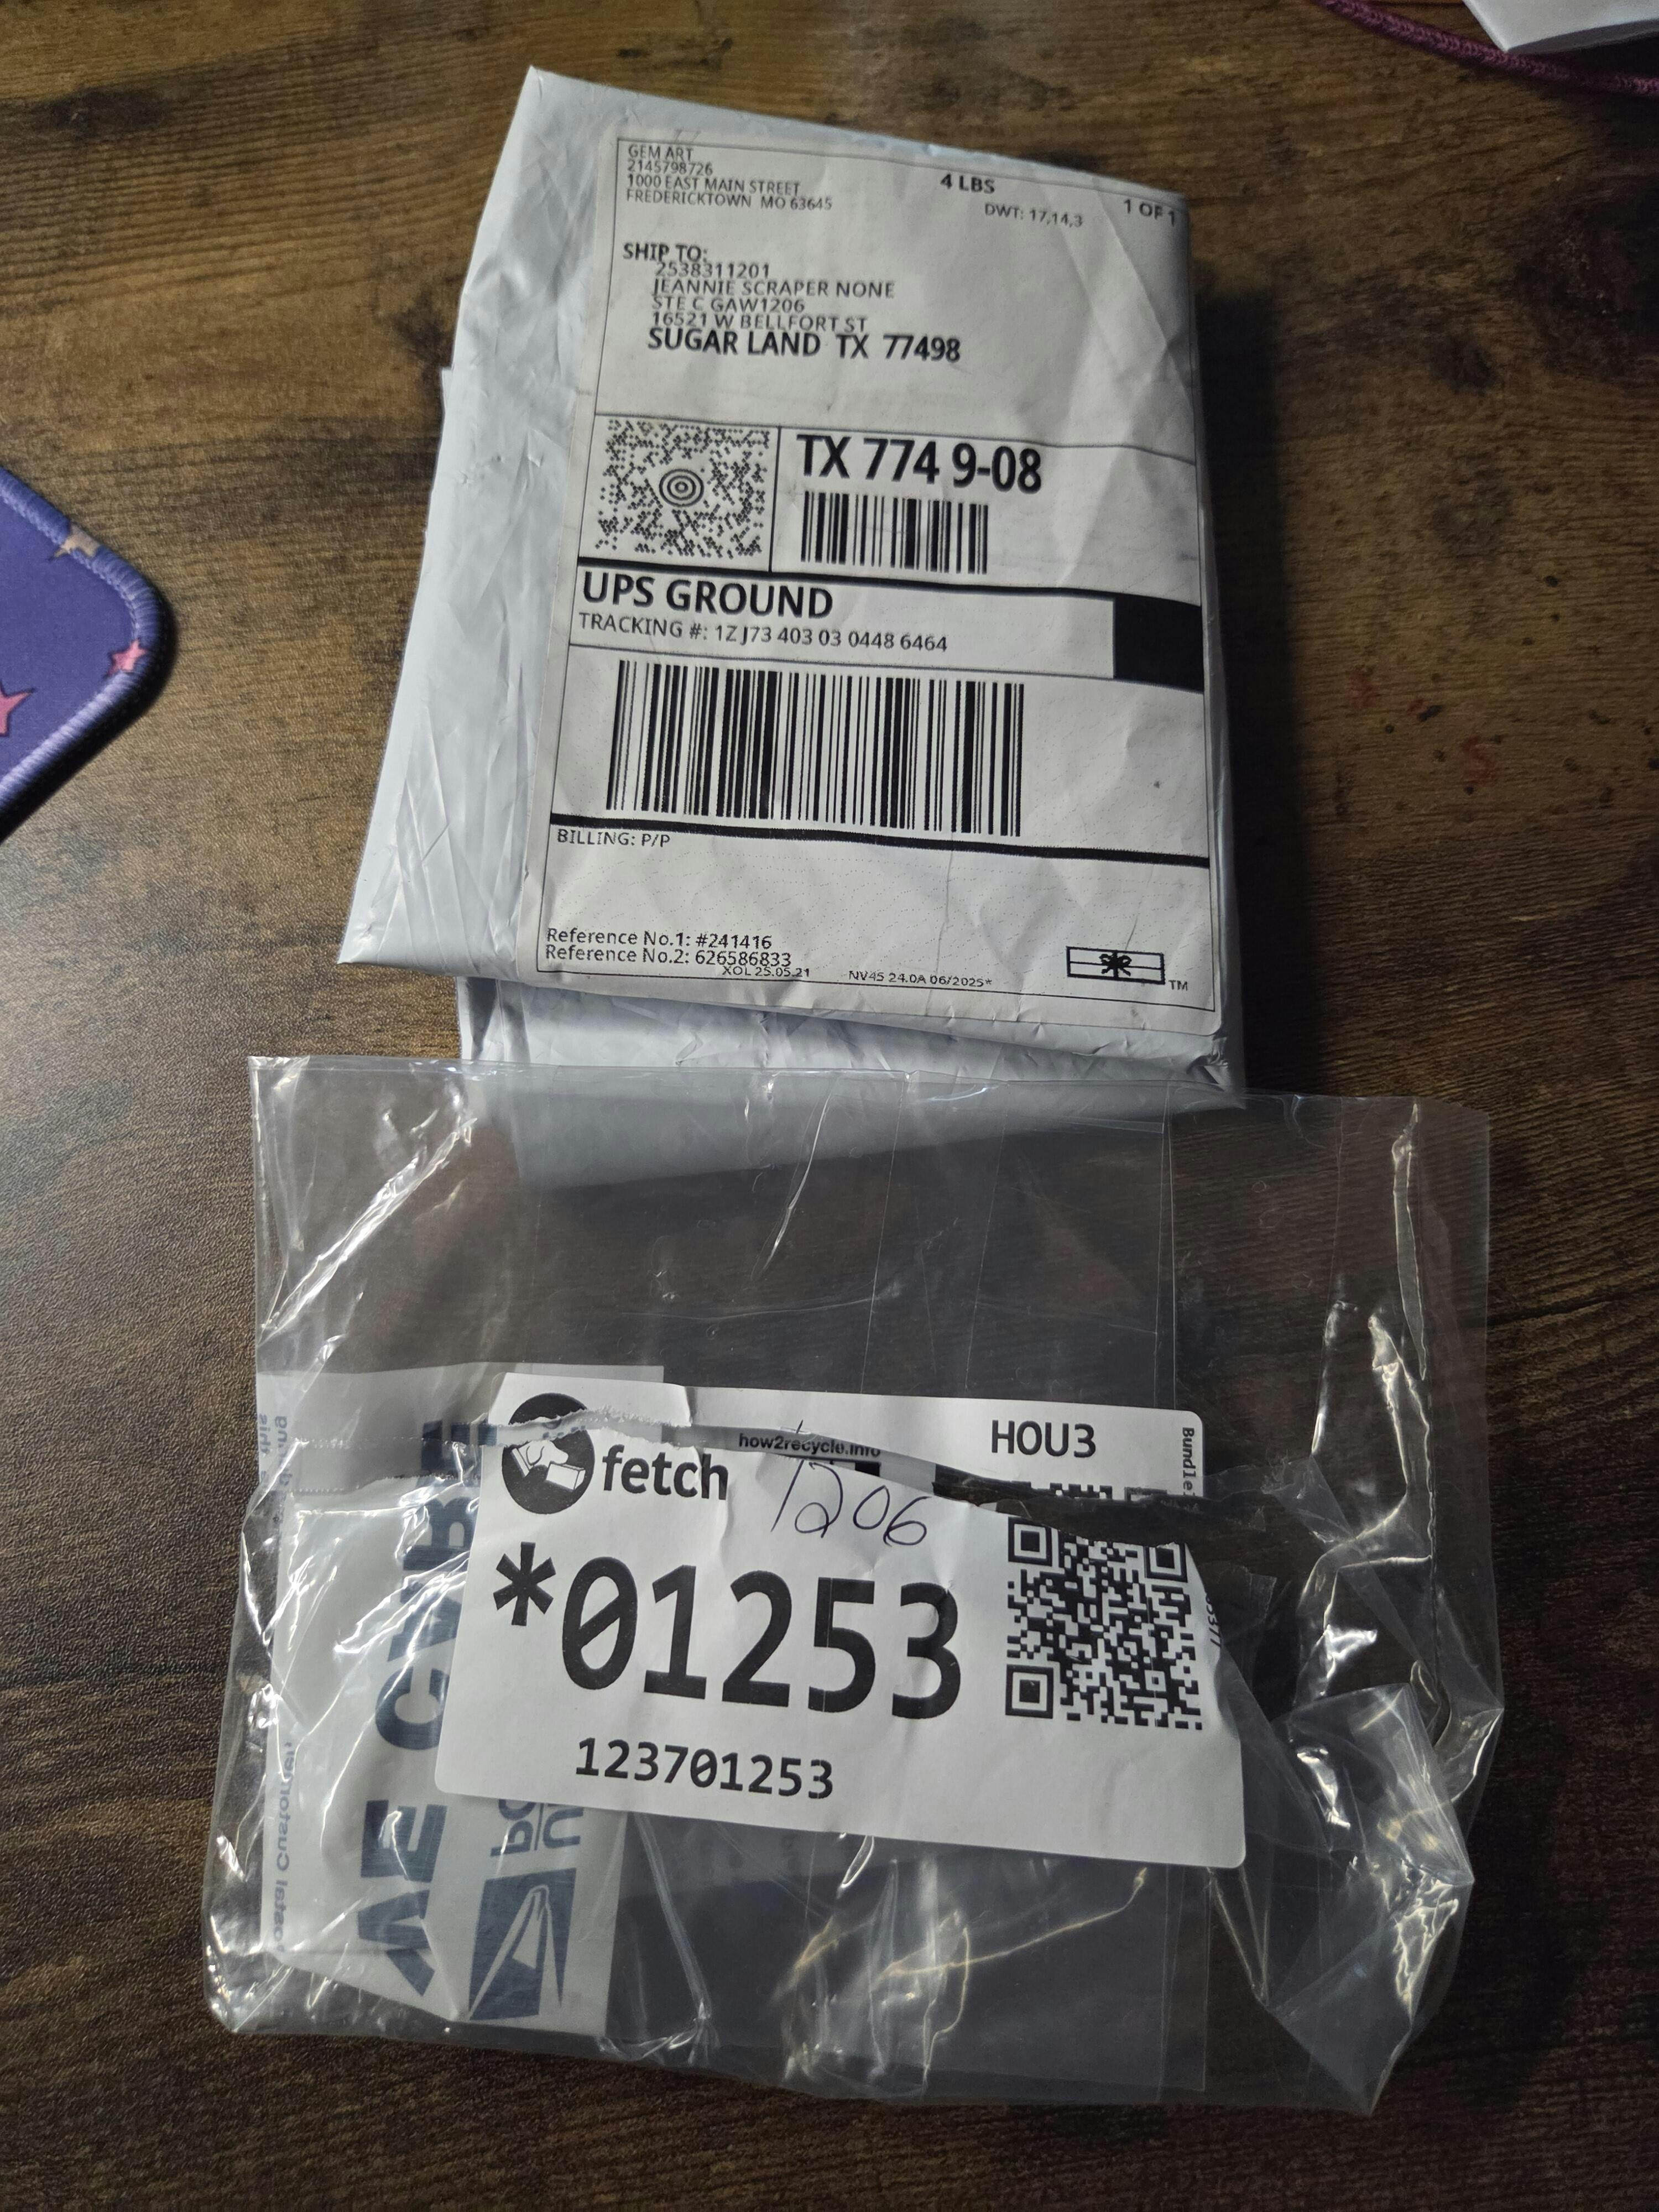 GEM ART
2145798726
1000 EAST MAIN STREET
FREDERICKTOWN MO 63645
4 LBS
1 OF 1
DWT: 17,14,3
SHIP TO:
2538311201
JEANNIE SCRAPER NONE
STE C GAW1206
16521 W BELLFORT ST
SUGAR LAND TX 77498
TX 774 9-08
UPS GROUND
TRACKING #: 1Z J73 403 03 0448 6464
BILLING: P/P
Reference No.1: #241416
Reference No.2: 626586833
XOL 25.05.21
NV45 24.0A 06/2025*
TM
fetch
how2recycle.info
HOU3
Bundle
1206
*01253
123701253